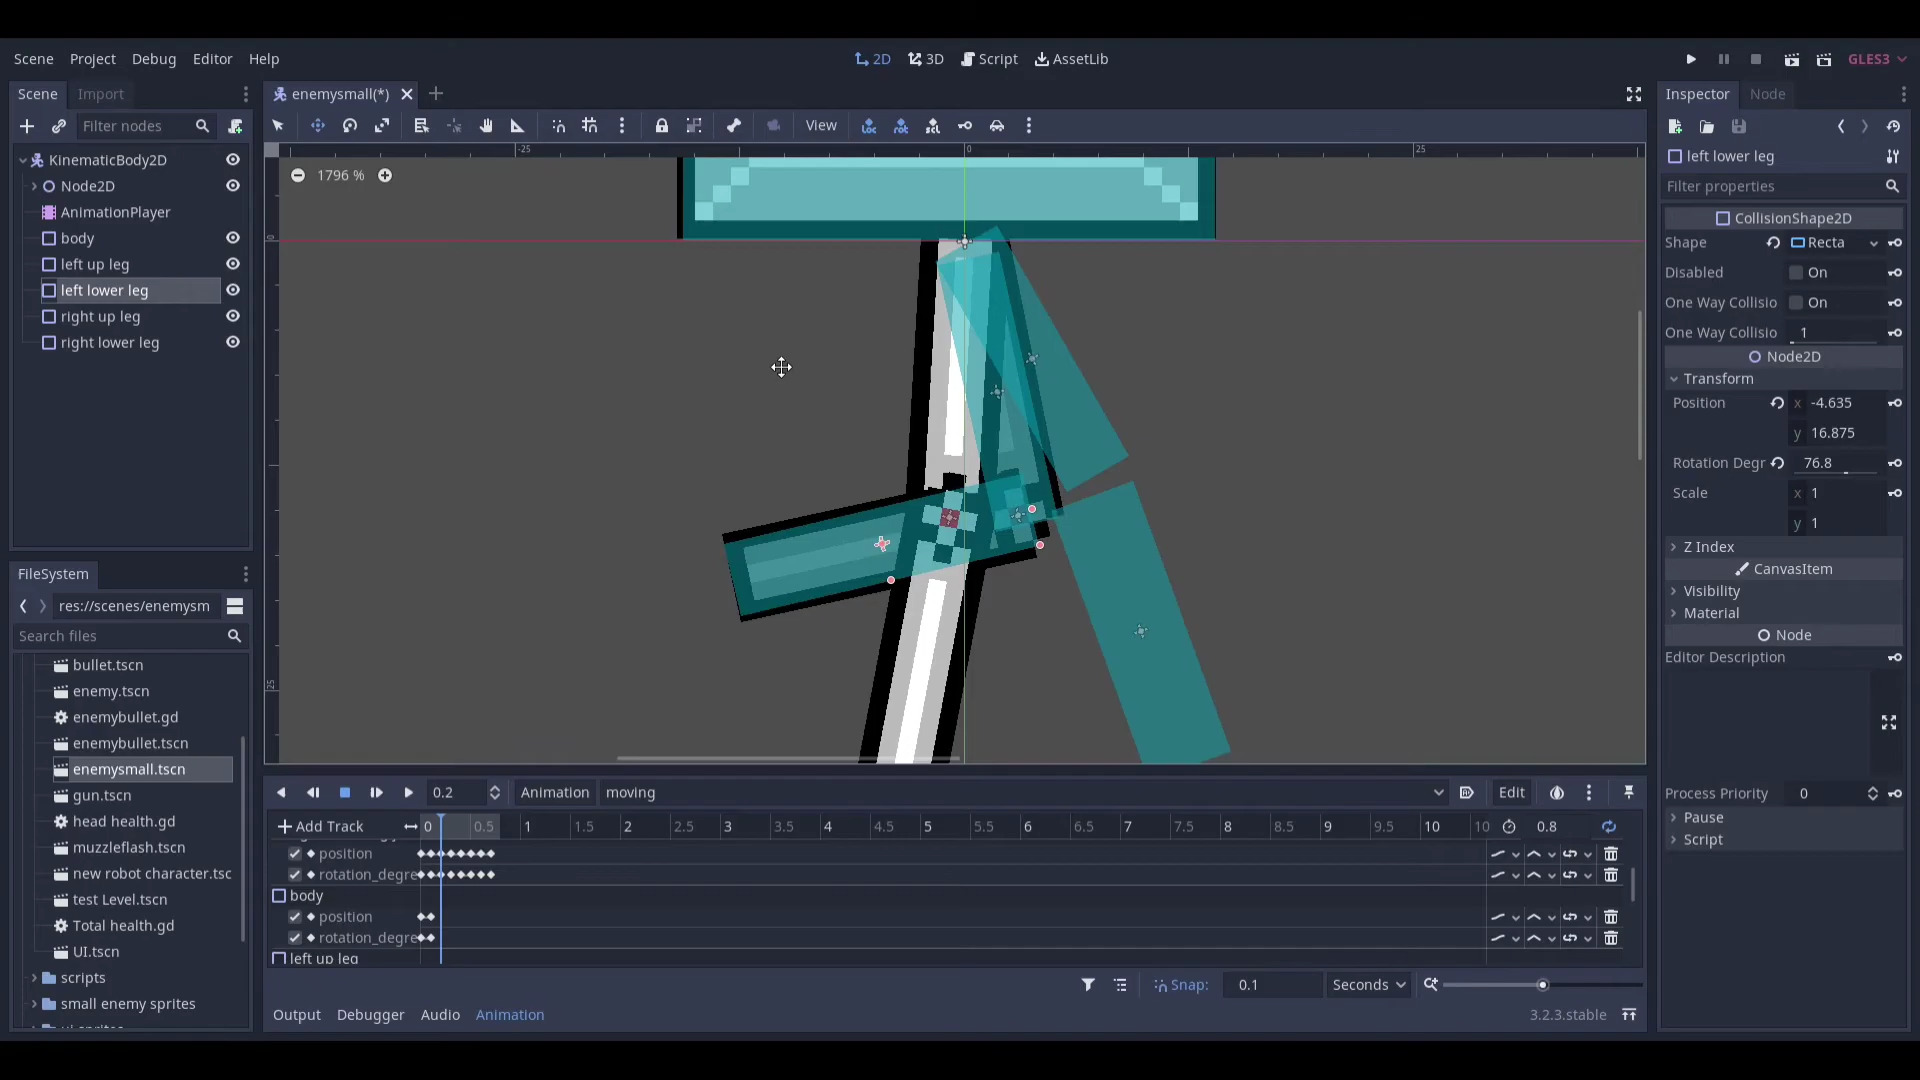 Scene Project Debug Editor Help
2D 3D Script AssetLib
GLES3
Scene Import
Filter nodes
KinematicBody2D
Node2D
AnimationPlayer
body
left up leg
left lower leg
right up leg
right lower leg
FileSystem
res://scenes/enemysm
Search files
bullet.tscn
enemy.tscn
enemybullet.gd
enemybullet.tscn
enemysmall.tscn
gun.tscn
head health.gd
muzzleflash.tscn
new robot character.tsc
test Level.tscn
Total health.gd
UI.tscn
scripts
small enemy sprites
enemysmall(*)
View
-25 0 25
1796 %
0
25
0.2 Animation moving Edit
Add Track 0 0.5 1 1.5 2 2.5 3 3.5 4 4.5 5 5.5 6 6.5 7 7.5 8 8.5 9 9.5 10 10 0.8
position
rotation_degre
body
position
rotation_degre
left up leg
Snap: 0.1 Seconds
Output Debugger Audio Animation 3.2.3.stable
Inspector Node
left lower leg
Filter properties
CollisionShape2D
Shape Recta
Disabled On
One Way Collisio On
One Way Collisio 1
Node2D
Transform
Position x -4.635
y 16.875
Rotation Degr 76.8
Scale x 1
y 1
Z Index
CanvasItem
Visibility
Material
Node
Editor Description
Process Priority 0
Pause
Script